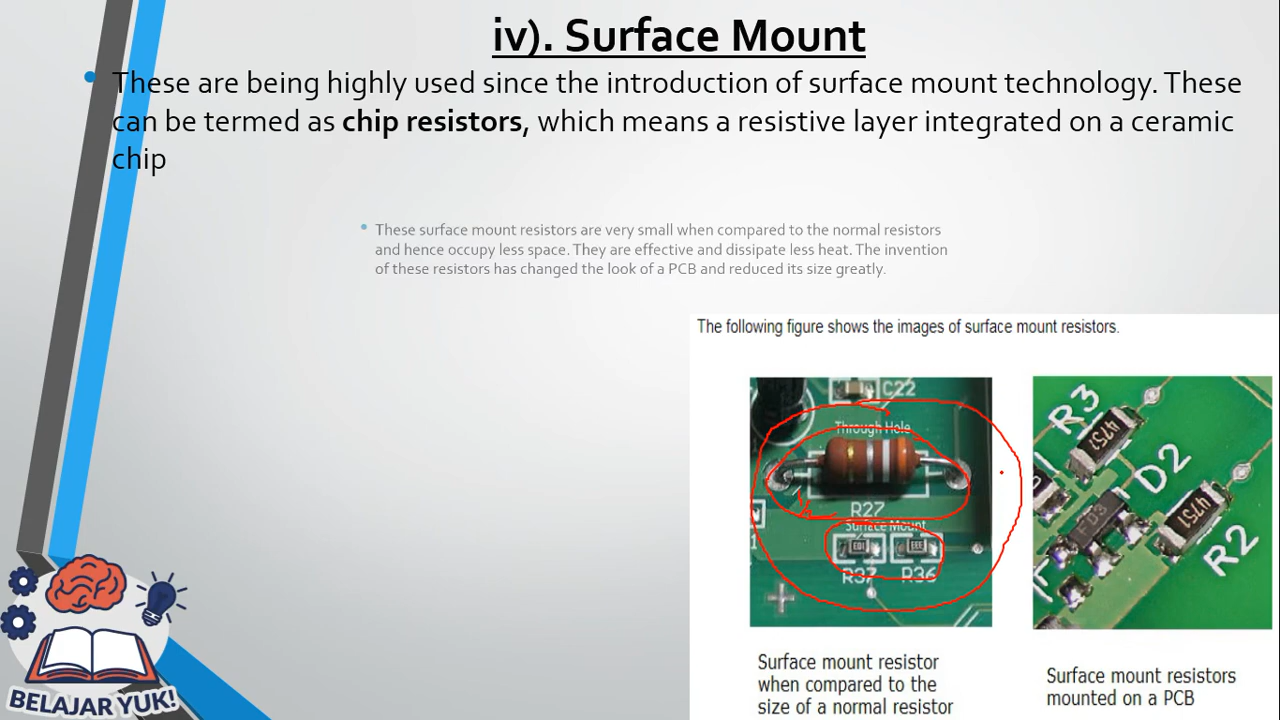 iv). Surface Mount
• These are being highly used since the introduction of surface mount technology. These
can be termed as chip resistors, which means a resistive layer integrated on a ceramic
chip
• These surface mount resistors are very small when compared to the normal resistors
and hence occupy less space. They are effective and dissipate less heat. The invention
of these resistors has changed the look of a PCB and reduced its size greatly.
The following figure shows the images of surface mount resistors.
C22
Through Hole
R27
Surface Mount
R37 R36
R3
4752
D2
4751
R2
Surface mount resistor
when compared to the
size of a normal resistor
Surface mount resistors
mounted on a PCB
BELAJAR YUK!